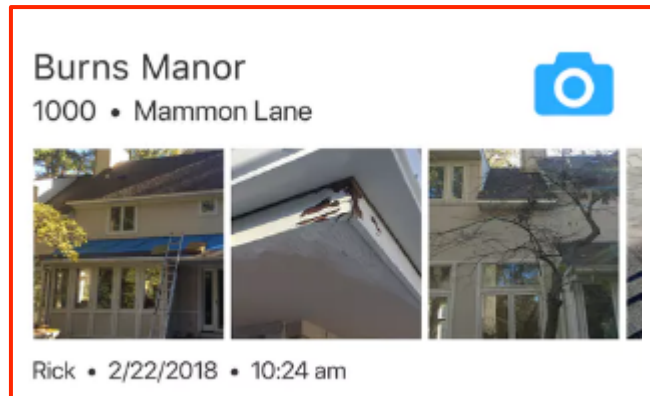 Burns Manor
1000 • Mammon Lane
Rick • 2/22/2018 • 10:24 am